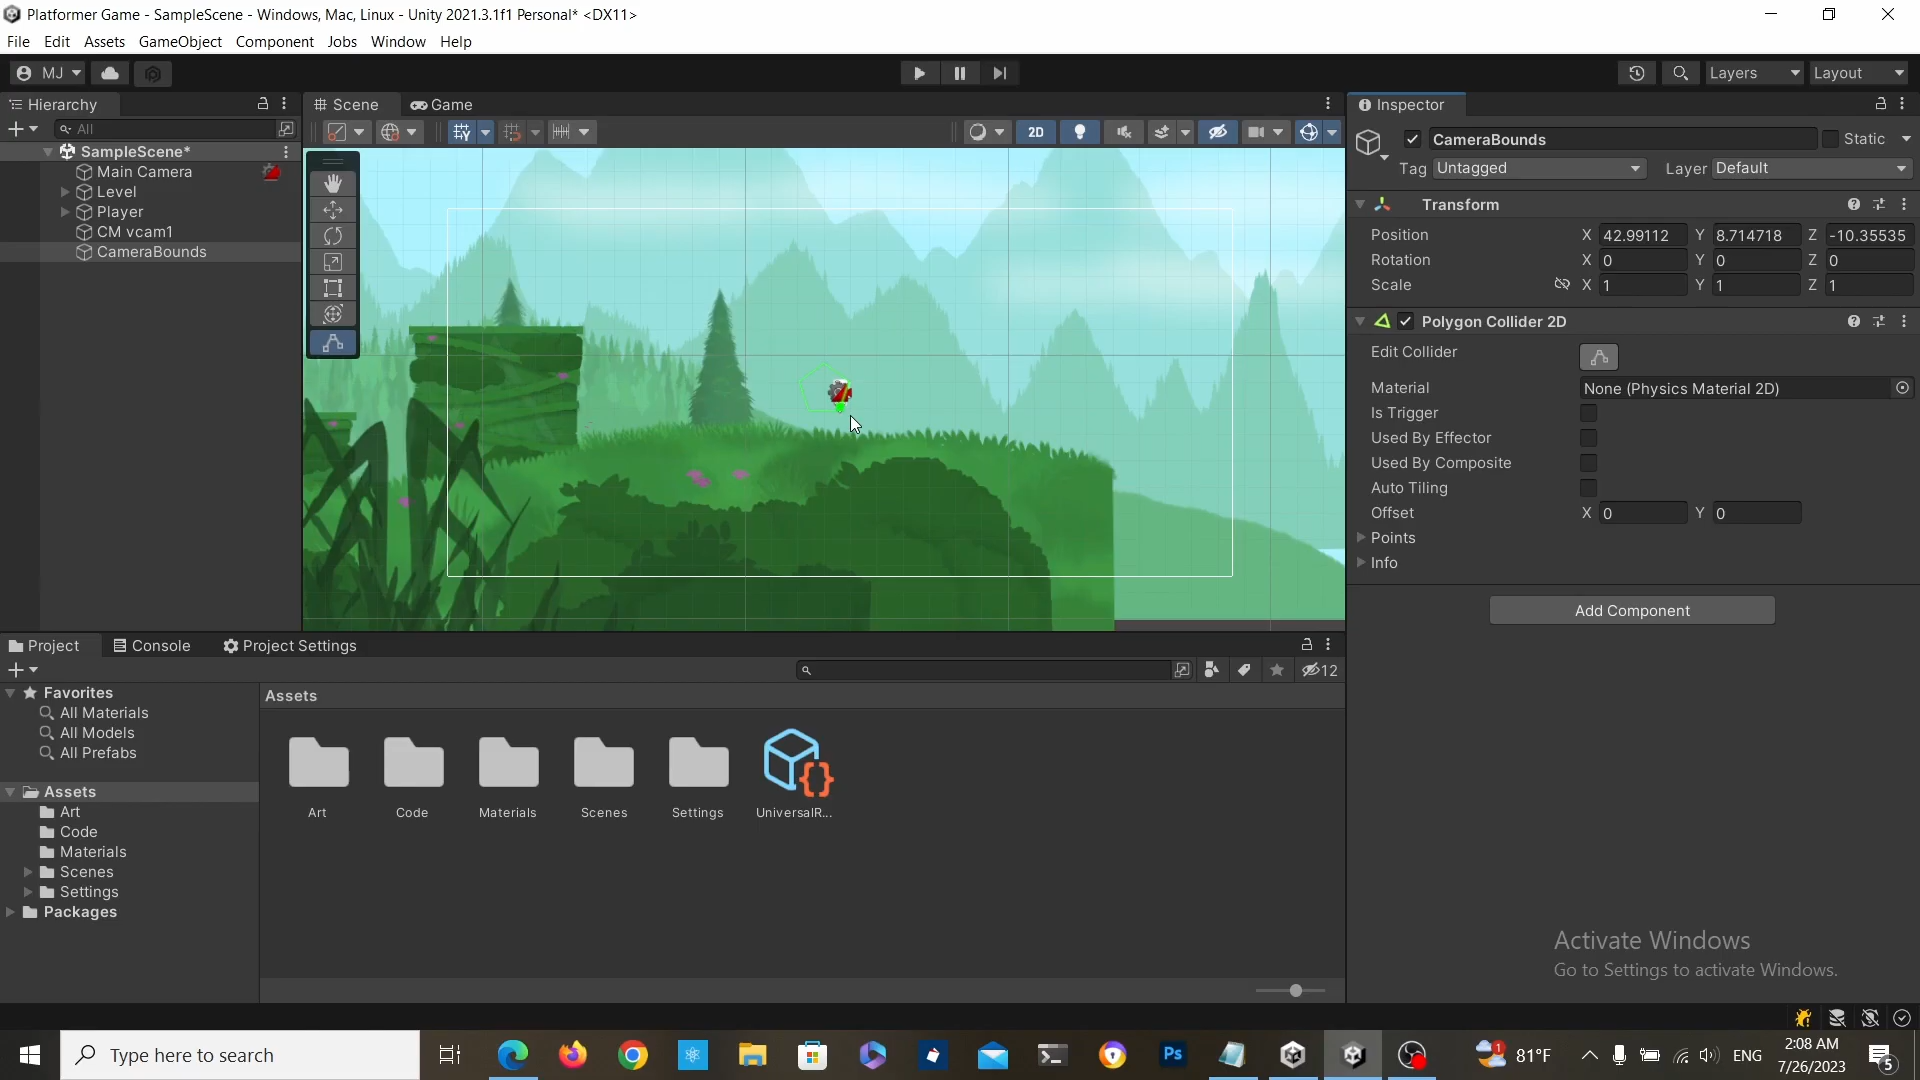 Platformer Game - SampleScene - Windows, Mac, Linux - Unity 2021.3.1f1 Personal* <DX11>
File Edit Assets GameObject Component Jobs Window Help
MJ
Layers
Layout
Hierarchy
All
SampleScene*
Main Camera
Level
Player
CM vcam1
CameraBounds
Scene
Game
2D
Inspector
CameraBounds
Static
Tag Untagged
Layer Default
Transform
Position X 42.99112 Y 8.714718 Z -10.35535
Rotation X 0 Y 0 Z 0
Scale X 1 Y 1 Z 1
Polygon Collider 2D
Edit Collider
Material None (Physics Material 2D)
Is Trigger
Used By Effector
Used By Composite
Auto Tiling
Offset X 0 Y 0
Points
Info
Add Component
Project
Console
Project Settings
12
Favorites
All Materials
All Models
All Prefabs
Assets
Art
Code
Materials
Scenes
Settings
Packages
Assets
Art
Code
Materials
Scenes
Settings
UniversalR...
Activate Windows
Go to Settings to activate Windows.
Type here to search
Ps
1
81°F
ENG
2:08 AM
7/26/2023
5